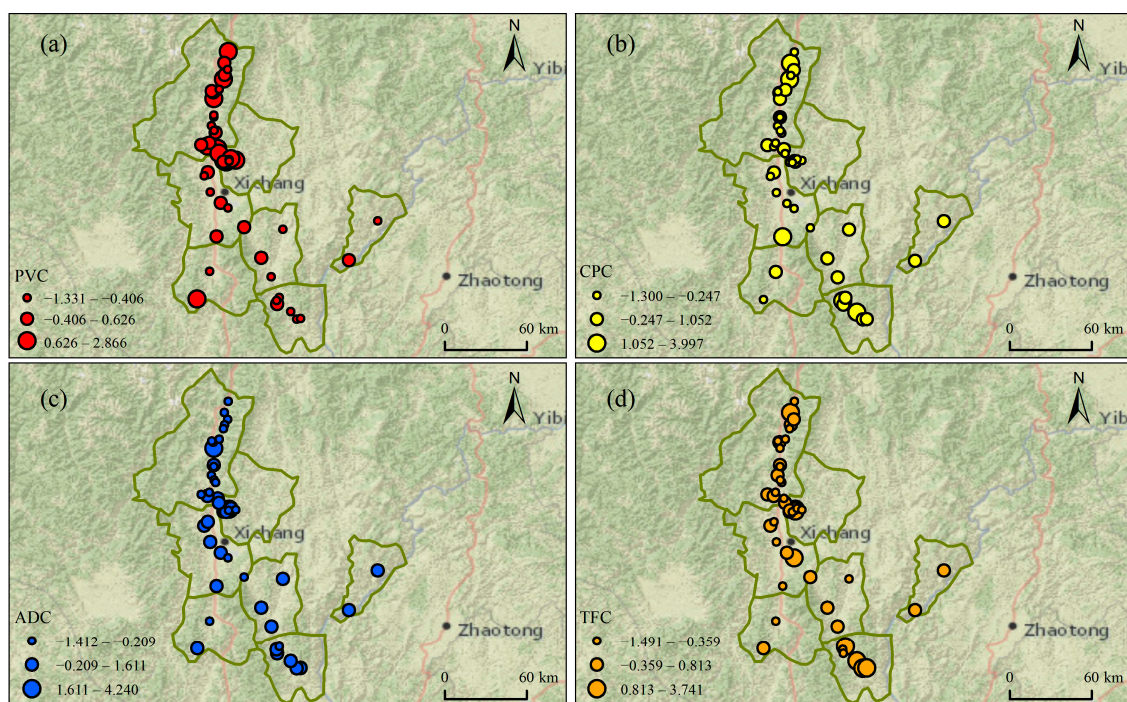 (a)
N
Yibi
Xichang
Zhaotong
PVC
−1.331 – −0.406
−0.406 – 0.626
0.626 – 2.866
0
60 km
(b)
N
Yibi
Xichang
Zhaotong
CPC
−1.300 – −0.247
−0.247 – 1.052
1.052 – 3.997
0
60 km
(c)
N
Yibi
Xichang
Zhaotong
ADC
−1.412 – −0.209
−0.209 – 1.611
1.611 – 4.240
0
60 km
(d)
N
Yibi
Xichang
Zhaotong
TFC
−1.491 – −0.359
−0.359 – 0.813
0.813 – 3.741
0
60 km